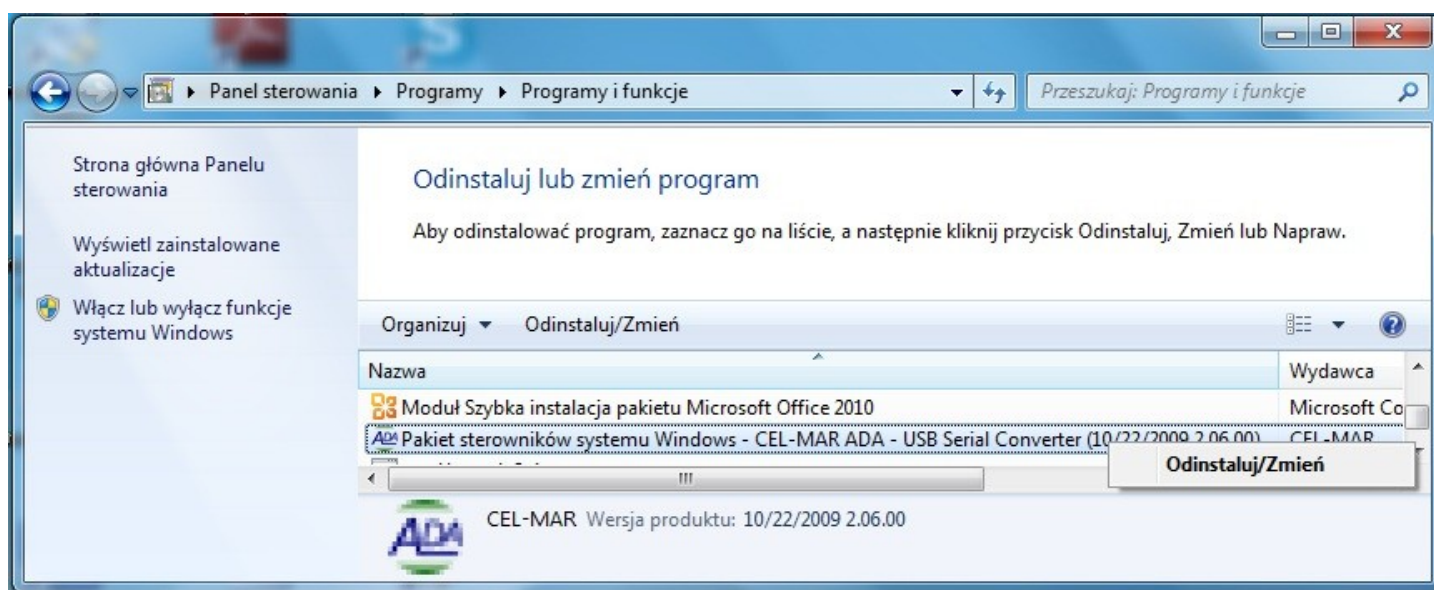 Panel sterowania ▸ Programy ▸ Programy i funkcje
Przeszukaj: Programy i funkcje
Strona główna Panelu
sterowania
Wyświetl zainstalowane
aktualizacje
Włącz lub wyłącz funkcje
systemu Windows
Odinstaluj lub zmień program
Aby odinstalować program, zaznacz go na liście, a następnie kliknij przycisk Odinstaluj, Zmień lub Napraw.
Organizuj Odinstaluj/Zmień
Nazwa Wydawca
Moduł Szybka instalacja pakietu Microsoft Office 2010 Microsoft Co
ADA Pakiet sterowników systemu Windows - CEL-MAR ADA - USB Serial Converter (10/22/2009 2.06.00) CEL-MAR
Odinstaluj/Zmień
ADA
CEL-MAR Wersja produktu: 10/22/2009 2.06.00